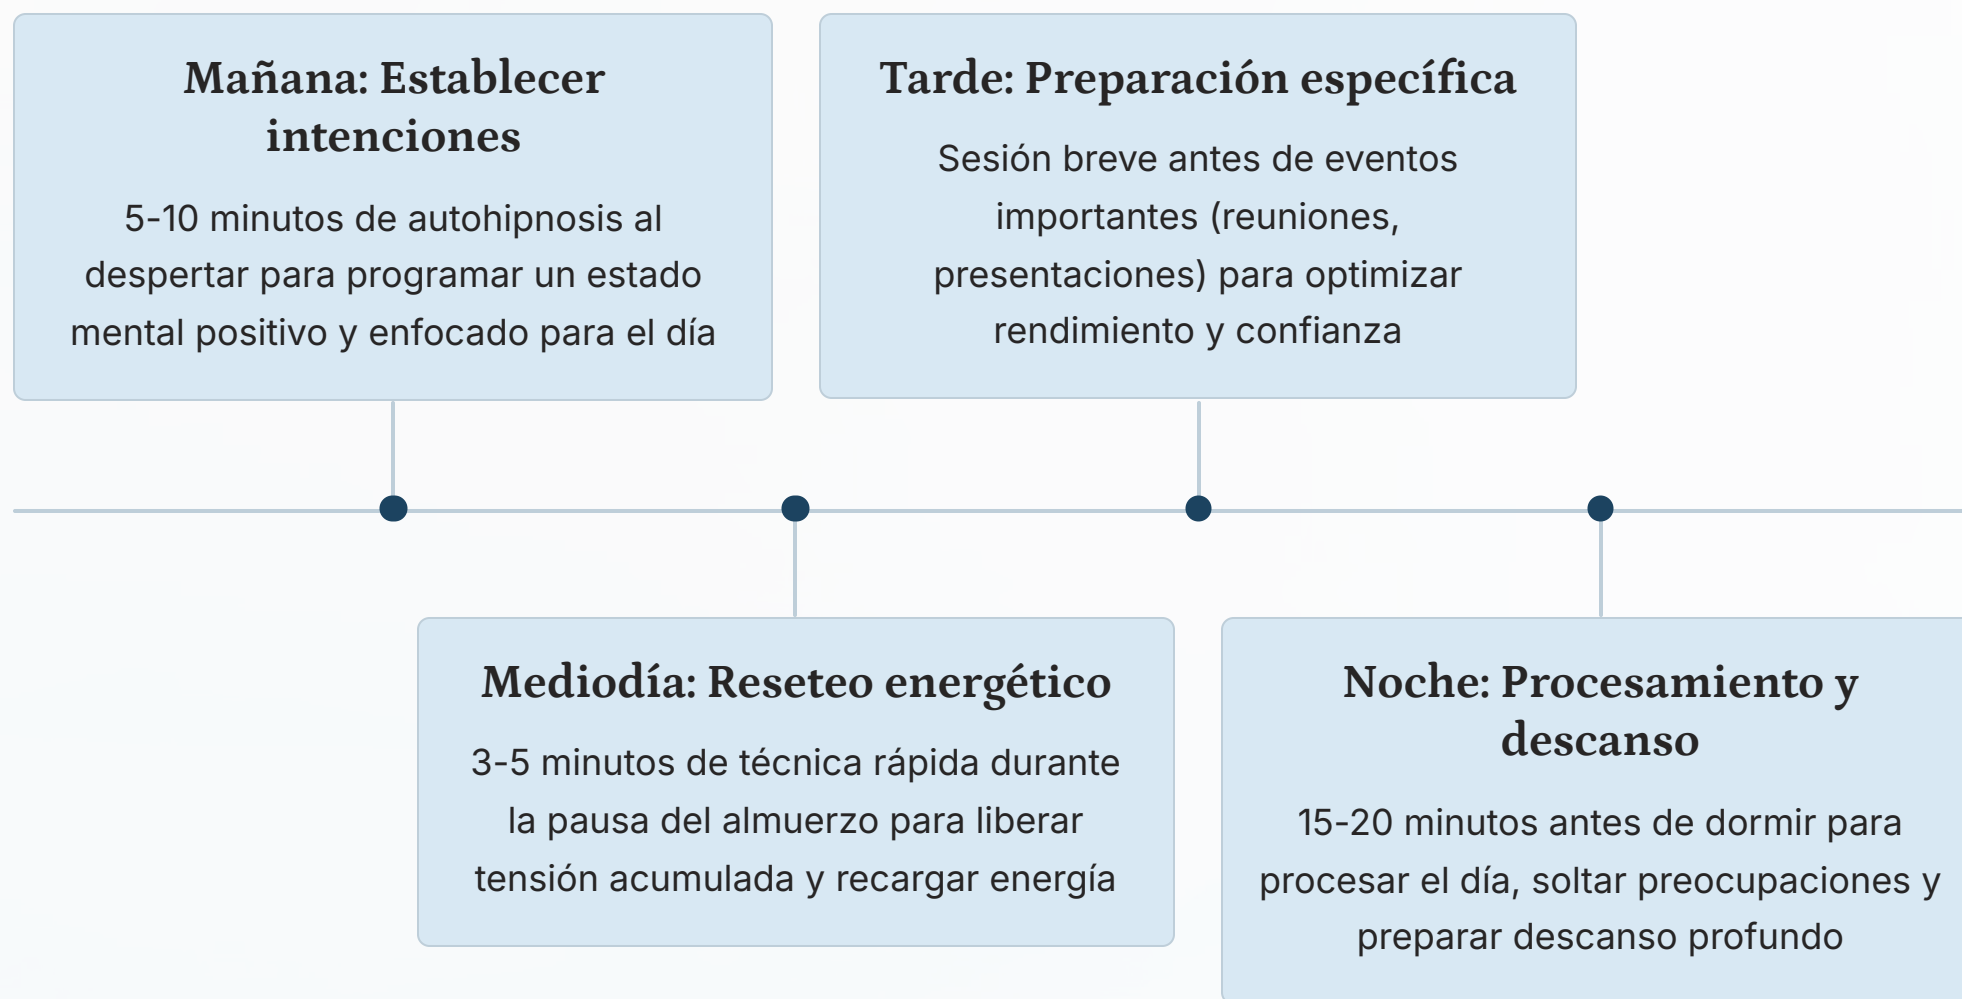 Mañana: Establecer
intenciones
5-10 minutos de autohipnosis al
despertar para programar un estado
mental positivo y enfocado para el día
Mediodía: Reseteo energético
3-5 minutos de técnica rápida durante
la pausa del almuerzo para liberar
tensión acumulada y recargar energía
Tarde: Preparación específica
Sesión breve antes de eventos
importantes (reuniones,
presentaciones) para optimizar
rendimiento y confianza
Noche: Procesamiento y
descanso
15-20 minutos antes de dormir para
procesar el día, soltar preocupaciones y
preparar descanso profundo